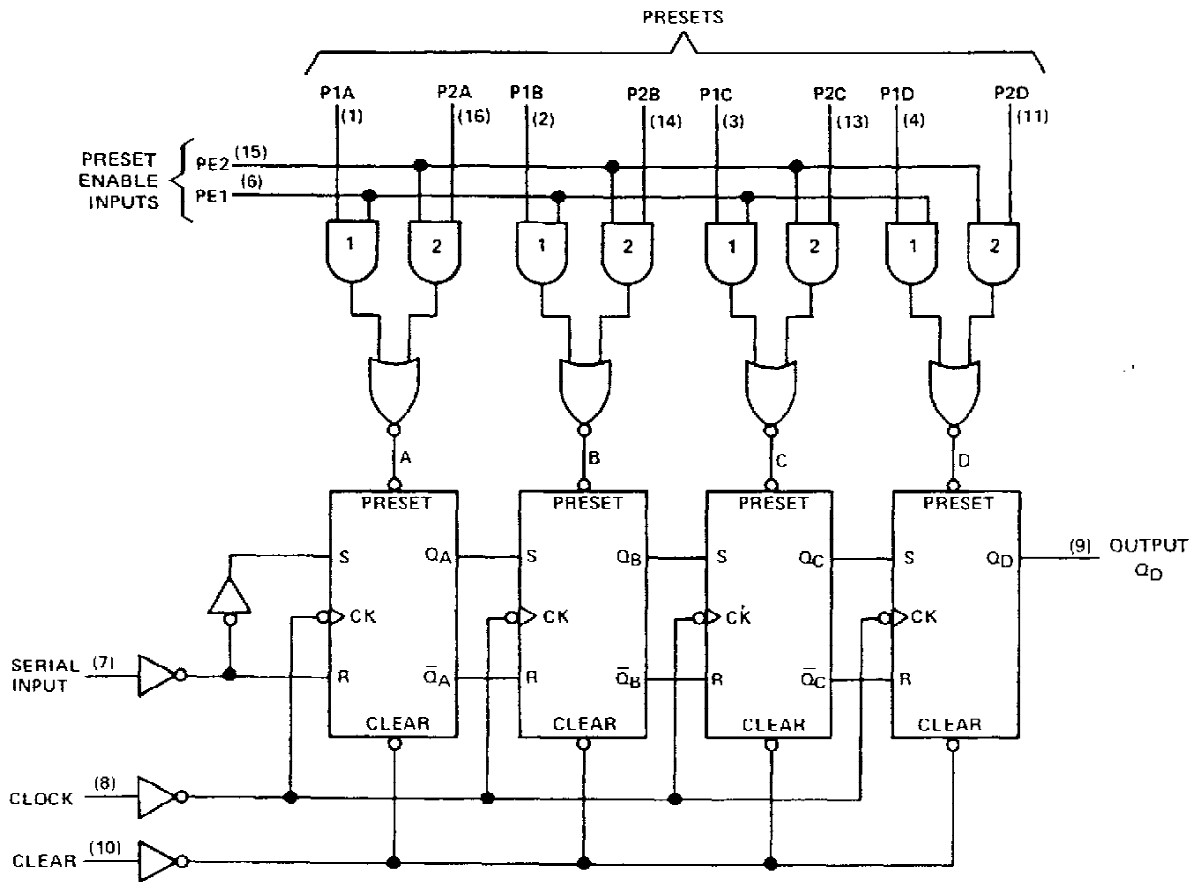 PRESETS
P1A P2A P1B P2B P1C P2C P1D P2D
(1) (16) (2) (14) (3) (13) (4) (11)
PRESET
ENABLE
INPUTS
PE2 (15)
PE1 (6)
1 2 1 2 1 2 1 2
A B C D
PRESET PRESET PRESET PRESET
S QA S QB S QC S QD (9) OUTPUT
QD
CK CK CK CK
SERIAL
INPUT
(7)
R Q̅A R Q̅B R Q̅C R
CLEAR CLEAR CLEAR CLEAR
CLOCK (8)
CLEAR (10)